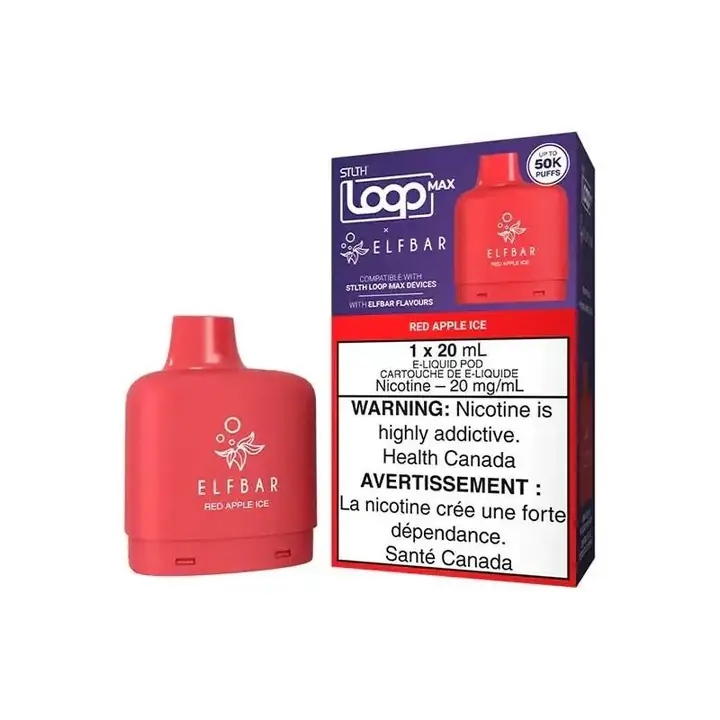 ELFBAR
RED APPLE ICE
STLTH
Loop MAX
×
ELFBAR
COMPATIBLE WITH
STLTH LOOP MAX DEVICES
WITH ELFBAR FLAVOURS
UP TO
50K
PUFFS
ELFBAR
RED APPLE ICE
RED APPLE ICE
1 x 20 mL
E-LIQUID POD
CARTOUCHE DE E-LIQUIDE
Nicotine – 20 mg/mL
WARNING: Nicotine is
highly addictive.
Health Canada
AVERTISSEMENT :
La nicotine crée une forte
dépendance.
Santé Canada